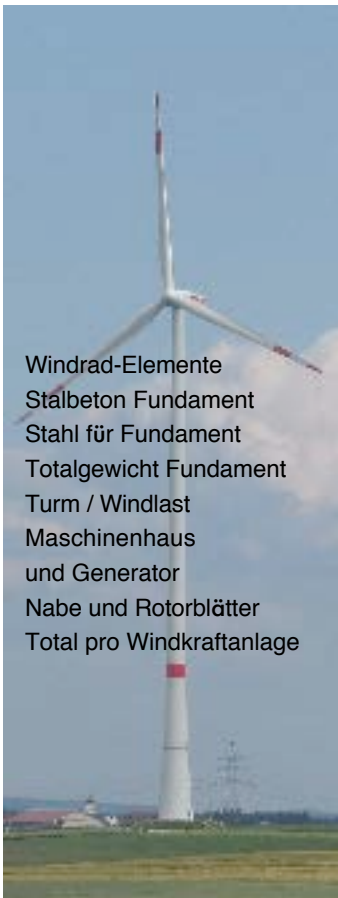 Windrad-Elemente
Stalbeton Fundament
Stahl für Fundament
Totalgewicht Fundament
Turm / Windlast
Maschinenhaus
und Generator
Nabe und Rotorblätter
Total pro Windkraftanlage